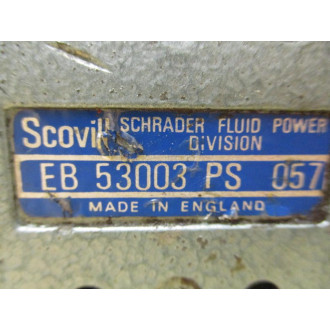 Scovill SCHRADER FLUID POWER
DIVISION
EB 53003 PS 057
MADE IN ENGLAND